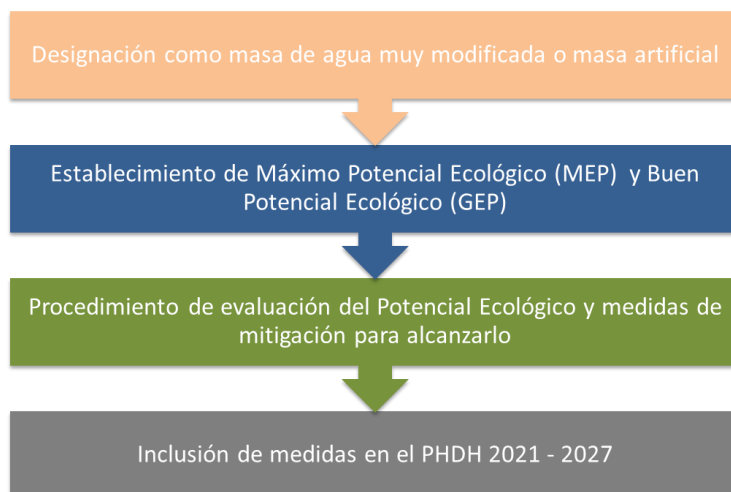 Designación como masa de agua muy modificada o masa artificial
Establecimiento de Máximo Potencial Ecológico (MEP) y Buen
Potencial Ecológico (GEP)
Procedimiento de evaluación del Potencial Ecológico y medidas de
mitigación para alcanzarlo
Inclusión de medidas en el PHDH 2021 - 2027